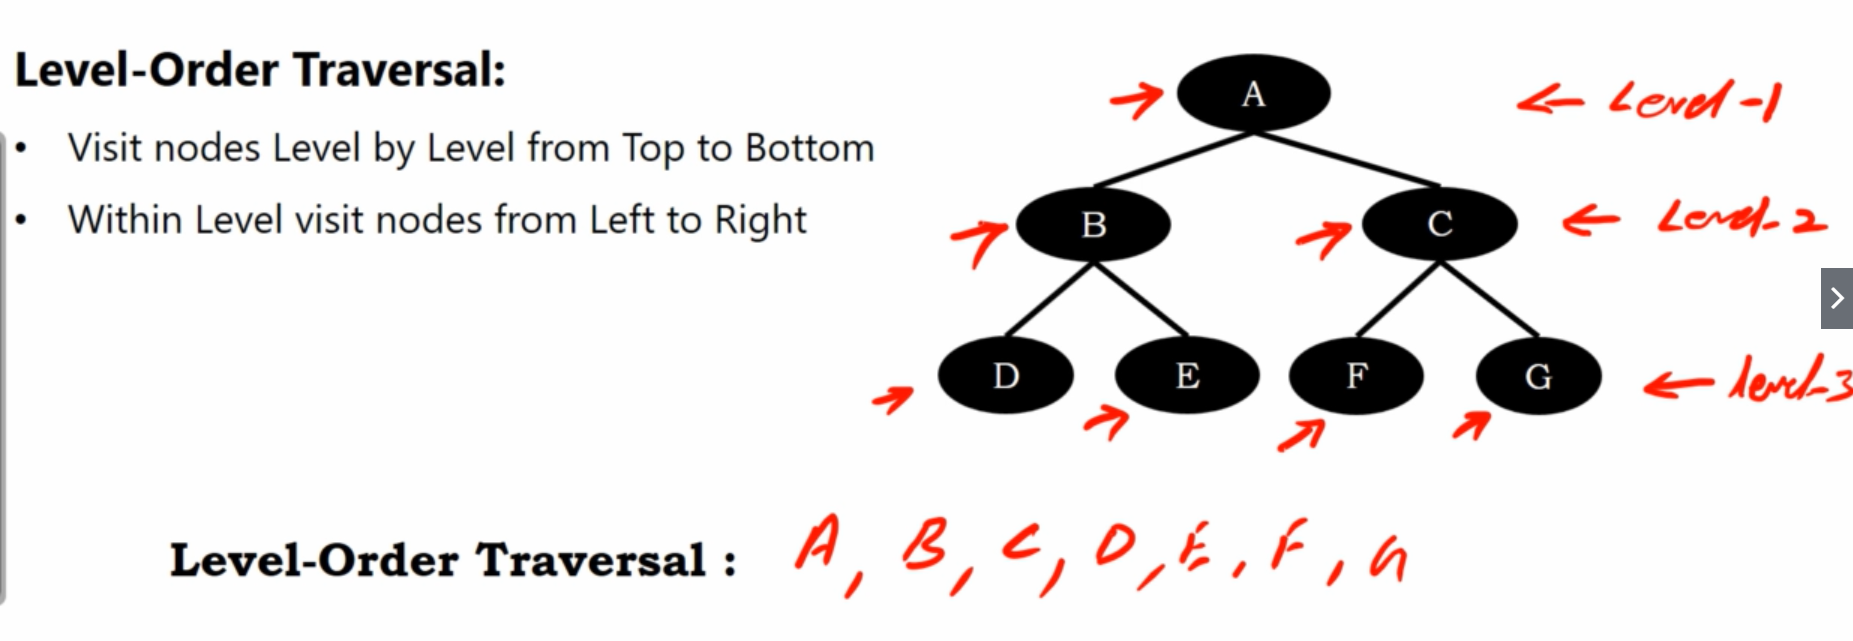 Level-Order Traversal:
• Visit nodes Level by Level from Top to Bottom
• Within Level visit nodes from Left to Right
A ← Level-1
B C ← Level-2
D E F G ← level-3
Level-Order Traversal : A, B, C, D, E, F, G